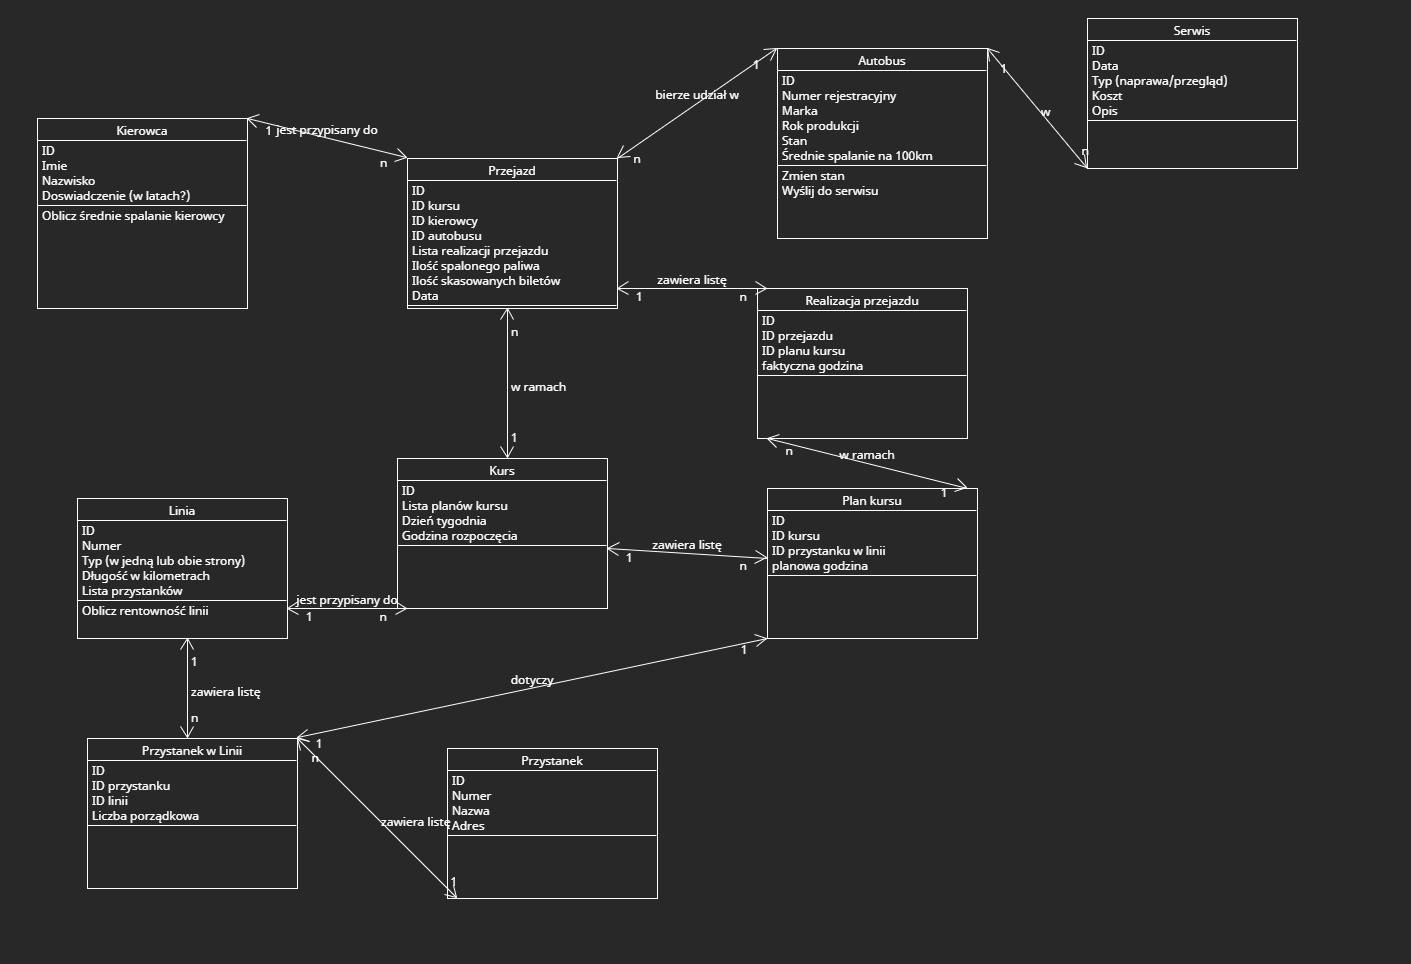 Serwis
ID
Data
Typ (naprawa/przegląd)
Koszt
Opis
Autobus
ID
Numer rejestracyjny
Marka
Rok produkcji
Stan
Średnie spalanie na 100km
Zmien stan
Wyślij do serwisu
1
w
n
1
bierze udział w
n
Kierowca
ID
Imie
Nazwisko
Doswiadczenie (w latach?)
Oblicz średnie spalanie kierowcy
1
jest przypisany do
n
Przejazd
ID
ID kursu
ID kierowcy
ID autobusu
Lista realizacji przejazdu
Ilość spalonego paliwa
Ilość skasowanych biletów
Data
zawiera listę
1
n
Realizacja przejazdu
ID
ID przejazdu
ID planu kursu
faktyczna godzina
n
w ramach
1
n
w ramach
1
Kurs
ID
Lista planów kursu
Dzień tygodnia
Godzina rozpoczęcia
zawiera listę
1
n
Plan kursu
ID
ID kursu
ID przystanku w linii
planowa godzina
Linia
ID
Numer
Typ (w jedną lub obie strony)
Długość w kilometrach
Lista przystanków
Oblicz rentowność linii
jest przypisany do
1
n
1
zawiera listę
n
1
dotyczy
1
Przystanek w Linii
ID
ID przystanku
ID linii
Liczba porządkowa
n
zawiera listę
1
Przystanek
ID
Numer
Nazwa
Adres